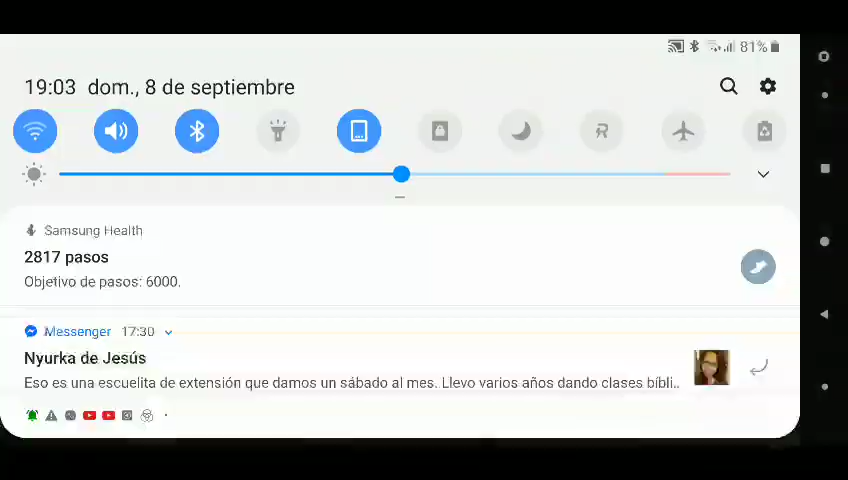 81%
19:03 dom., 8 de septiembre
Samsung Health
2817 pasos
Objetivo de pasos: 6000.
Messenger 17:30
Nyurka de Jesús
Eso es una escuelita de extensión que damos un sábado al mes. Llevo varios años dando clases bíbli..